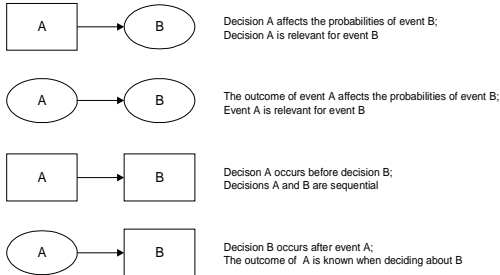 A
B
Decision A affects the probabilities of event B;
Decision A is relevant for event B
A
B
The outcome of event A affects the probabilities of event B;
Event A is relevant for event B
A
B
Decison A occurs before decision B;
Decisions A and B are sequential
A
B
Decision B occurs after event A;
The outcome of A is known when deciding about B